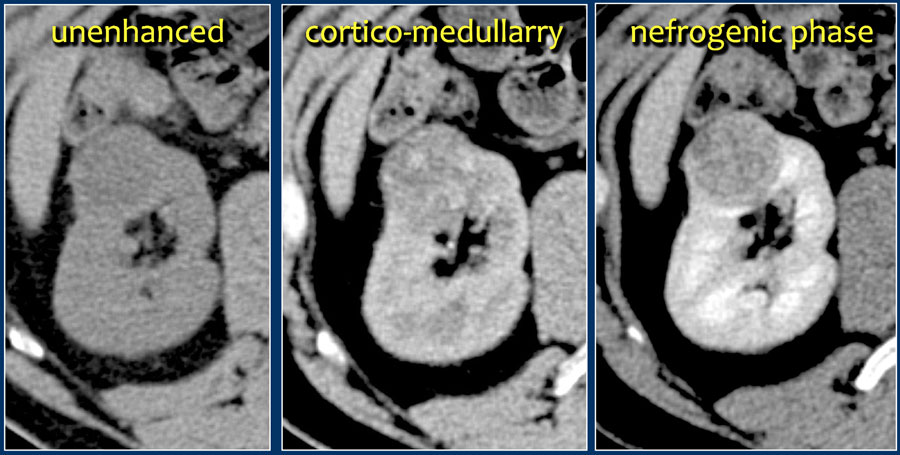 unenhanced
cortico-medullarry
nefrogenic phase